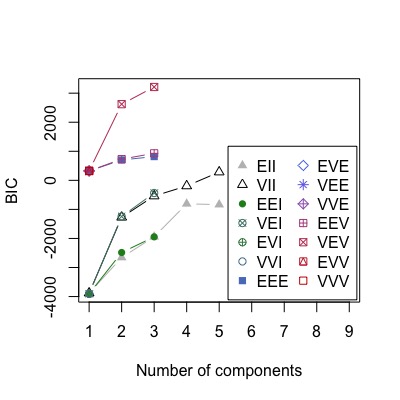 BIC
2000
0
-2000
-4000
EII
VII
EEI
VEI
EVI
VVI
EEE
EVE
VEE
VVE
EEV
VEV
EVV
VVV
1 2 3 4 5 6 7 8 9
Number of components